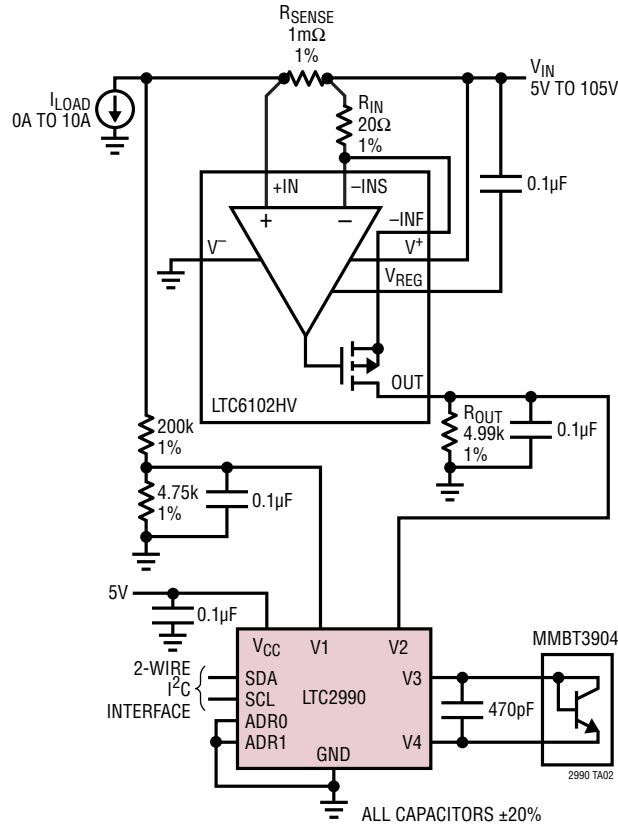 RSENSE
1mΩ
1%
VIN
5V TO 105V
ILOAD
0A TO 10A
RIN
20Ω
1%
0.1µF
+IN
–INS
+
–
–INF
V–
V+
VREG
OUT
LTC6102HV
ROUT
4.99k
1%
0.1µF
200k
1%
4.75k
1%
0.1µF
5V
0.1µF
VCC
V1
V2
MMBT3904
2-WIRE
I2C
INTERFACE
SDA
SCL
ADR0
ADR1
LTC2990
V3
V4
GND
470pF
2990 TA02
ALL CAPACITORS ±20%